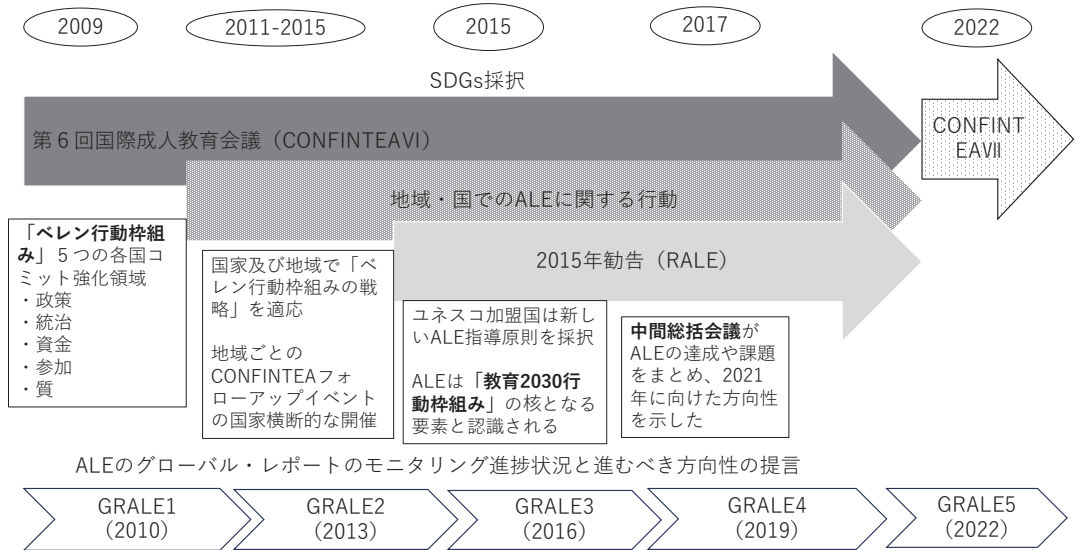 2009
2011-2015
2015
2017
2022
SDGs採択
第６回国際成人教育会議（CONFINTEAVI）
CONFINT
EAVII
地域・国でのALEに関する行動
2015年勧告（RALE）
「ベレン行動枠組
み」５つの各国コ
ミット強化領域
・政策
・統治
・資金
・参加
・質
国家及び地域で「ベ
レン行動枠組みの戦
略」を適応
地域ごとの
CONFINTEAフォ
ローアップイベント
の国家横断的な開催
ユネスコ加盟国は新し
いALE指導原則を採択
ALEは「教育2030行
動枠組み」の核となる
要素と認識される
中間総括会議が
ALEの達成や課題
をまとめ、2021
年に向けた方向性
を示した
ALEのグローバル・レポートのモニタリング進捗状況と進むべき方向性の提言
GRALE1
(2010)
GRALE2
(2013)
GRALE3
(2016)
GRALE4
(2019)
GRALE5
(2022)